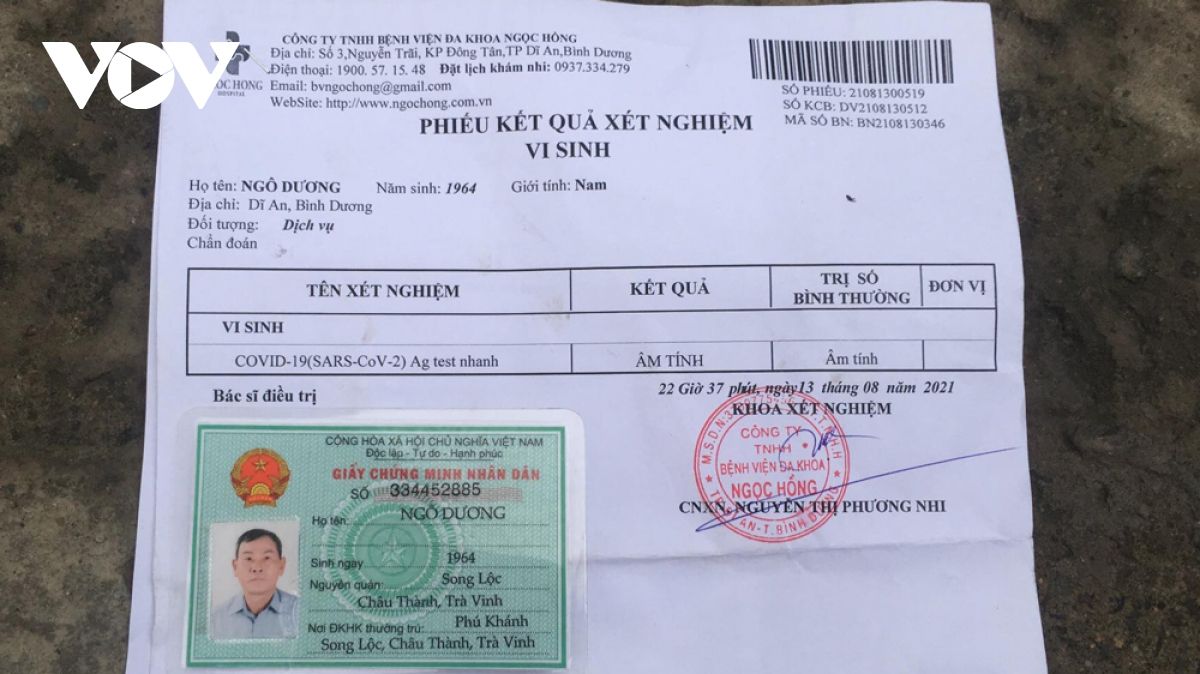 VOV
NGỌC HONG
HOSPITAL
CÔNG TY TNHH BỆNH VIỆN ĐA KHOA NGỌC HỒNG
Địa chỉ: Số 3,Nguyễn Trãi, KP Đông Tân,TP Dĩ An,Bình Dương
Điện thoại: 1900. 57. 15. 48 Đặt lịch khám nhi: 0937.334.279
Email: bvngochong@gmail.com
WebSite: http://www.ngochong.com.vn
SỐ PHIẾU: 21081300519
SỐ KCB: DV2108130512
MÃ SỐ BN: BN2108130346
PHIẾU KẾT QUẢ XÉT NGHIỆM
VI SINH
Họ tên: NGÔ DƯƠNG Năm sinh: 1964 Giới tính: Nam
Địa chỉ: Dĩ An, Bình Dương
Đối tượng: Dịch vụ
Chẩn đoán
TÊN XÉT NGHIỆM KẾT QUẢ TRỊ SỐ BÌNH THƯỜNG ĐƠN VỊ
VI SINH
COVID-19(SARS-CoV-2) Ag test nhanh ÂM TÍNH Âm tính
22 Giờ 37 phút, ngày13 tháng 08 năm 2021
Bác sĩ điều trị KHOA XÉT NGHIỆM
CÔNG TY
TNHH
BỆNH VIỆN ĐA KHOA
NGỌC HỒNG
CNXN. NGUYỄN THỊ PHƯƠNG NHI
CỘNG HÒA XÃ HỘI CHỦ NGHĨA VIỆT NAM
Độc lập - Tự do - Hạnh phúc
GIẤY CHỨNG MINH NHÂN DÂN
SỐ 334452885
Họ tên: NGÔ DƯƠNG
Sinh ngày 1964
Nguyên quán: Song Lộc
Châu Thành, Trà Vinh
Nơi ĐKHK thường trú: Phú Khánh
Song Lộc, Châu Thành, Trà Vinh